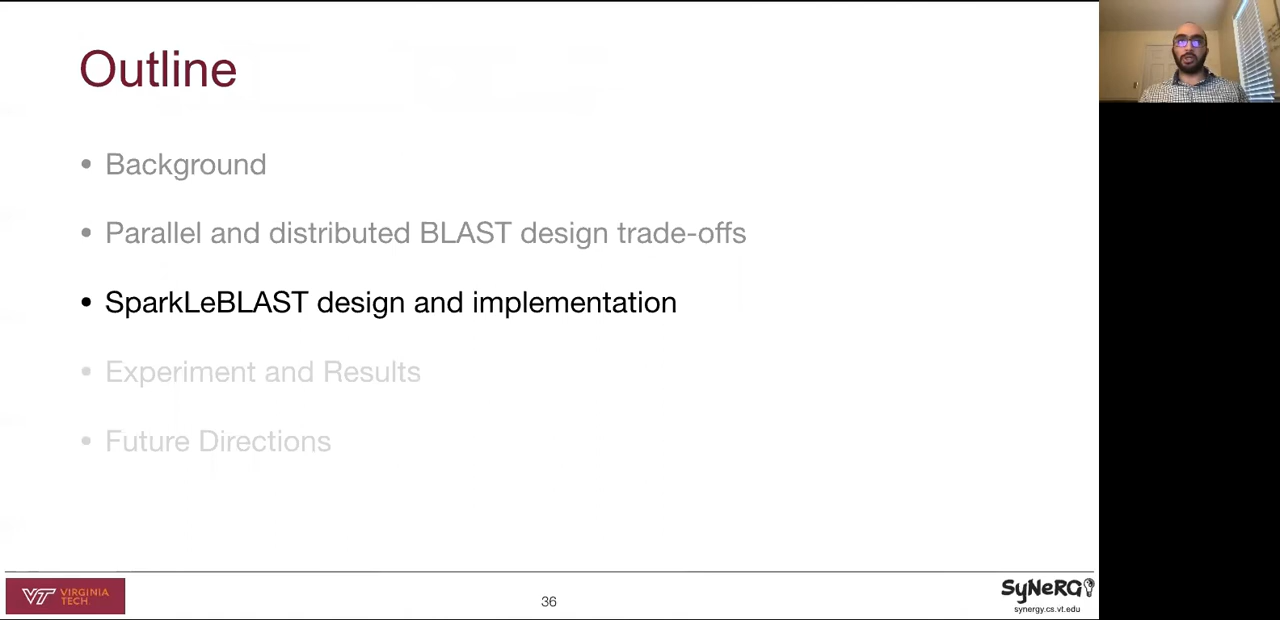 Outline
• Background
• Parallel and distributed BLAST design trade-offs
• SparkLeBLAST design and implementation
• Experiment and Results
• Future Directions
VT VIRGINIA
TECH.
36
SyNeRGy
synergy.cs.vt.edu